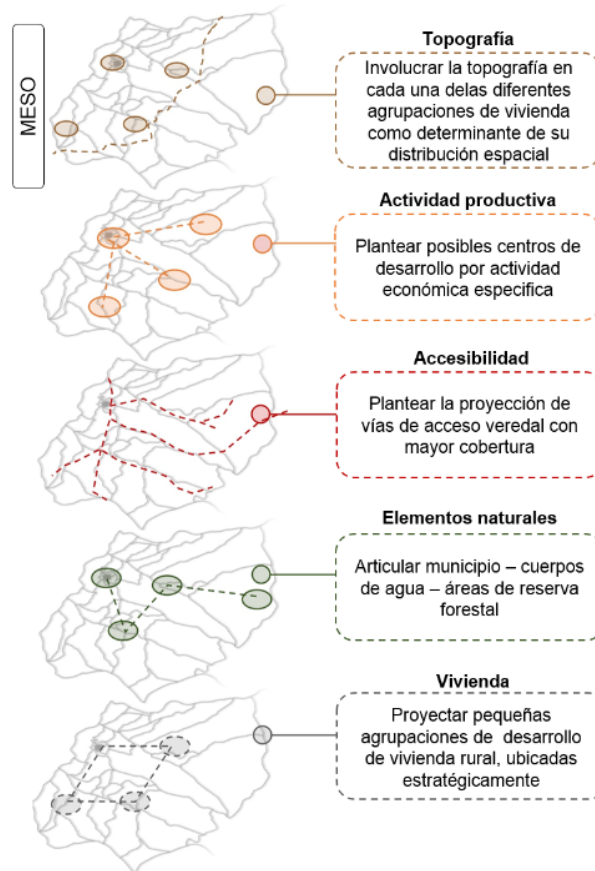 MESO
Topografía
Involucrar la topografía en
cada una delas diferentes
agrupaciones de vivienda
como determinante de su
distribución espacial
Actividad productiva
Plantear posibles centros de
desarrollo por actividad
económica especifica
Accesibilidad
Plantear la proyección de
vías de acceso veredal con
mayor cobertura
Elementos naturales
Articular municipio – cuerpos
de agua – áreas de reserva
forestal
Vivienda
Proyectar pequeñas
agrupaciones de desarrollo
de vivienda rural, ubicadas
estratégicamente